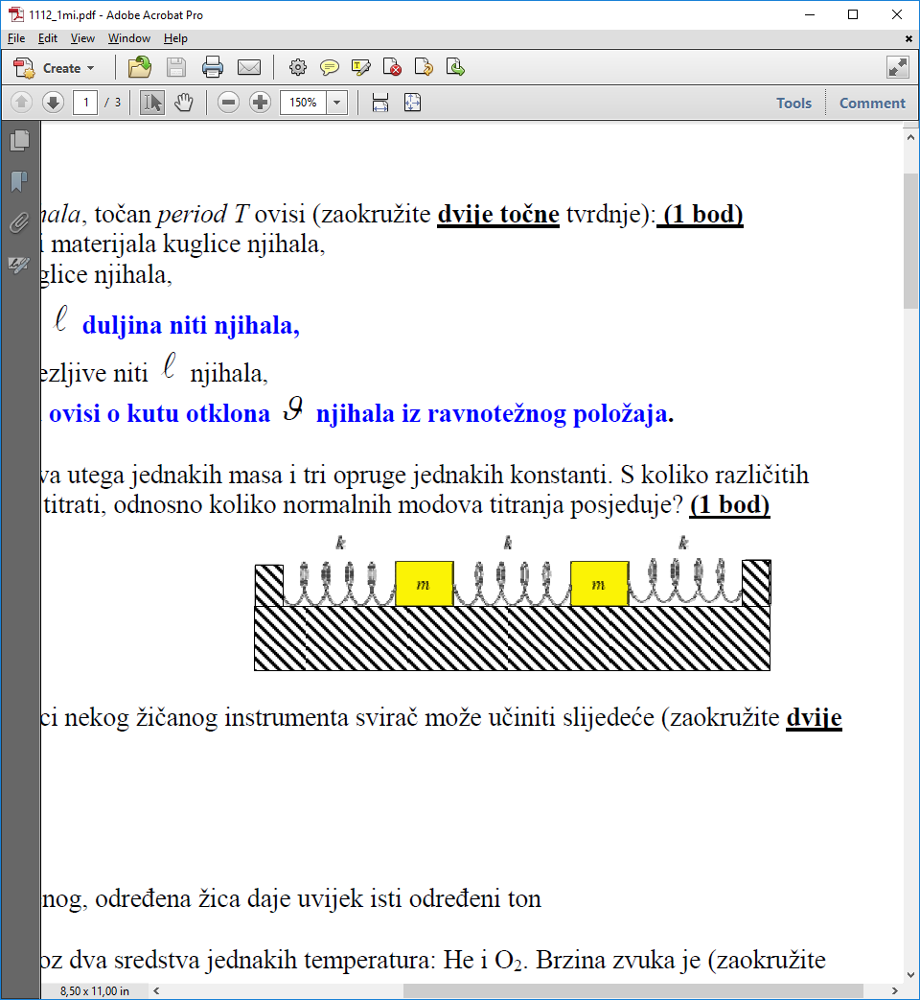 1112_1mi.pdf - Adobe Acrobat Pro
File Edit View Window Help
Create
1 / 3 150% Tools Comment
, točan period T ovisi (zaokružite dvije točne tvrdnje): (1 bod)
i materijala kuglice njihala,
glice njihala,
ℓ duljina niti njihala,
ezljive niti ℓ njihala,
ovisi o kutu otklona ϑ njihala iz ravnotežnog položaja.
va utega jednakih masa i tri opruge jednakih konstanti. S koliko različitih
titrati, odnosno koliko normalnih modova titranja posjeduje? (1 bod)
k k k
m m
ci nekog žičanog instrumenta svirač može učiniti slijedeće (zaokružite dvije
nog, određena žica daje uvijek isti određeni ton
oz dva sredstva jednakih temperatura: He i O₂. Brzina zvuka je (zaokružite
8,50 x 11,00 in